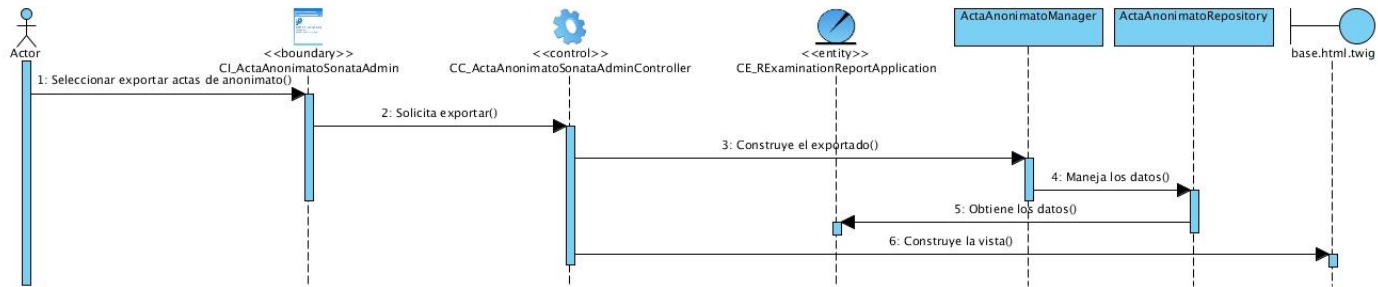 Actor
<<boundary>>
CI_ActaAnonimatoSonataAdmin
<<control>>
CC_ActaAnonimatoSonataAdminController
<<entity>>
CE_RExaminationReportApplication
ActaAnonimatoManager
ActaAnonimatoRepository
base.html.twig
1: Seleccionar exportar actas de anonimato()
2: Solicita exportar()
3: Construye el exportado()
4: Maneja los datos()
5: Obtiene los datos()
6: Construye la vista()